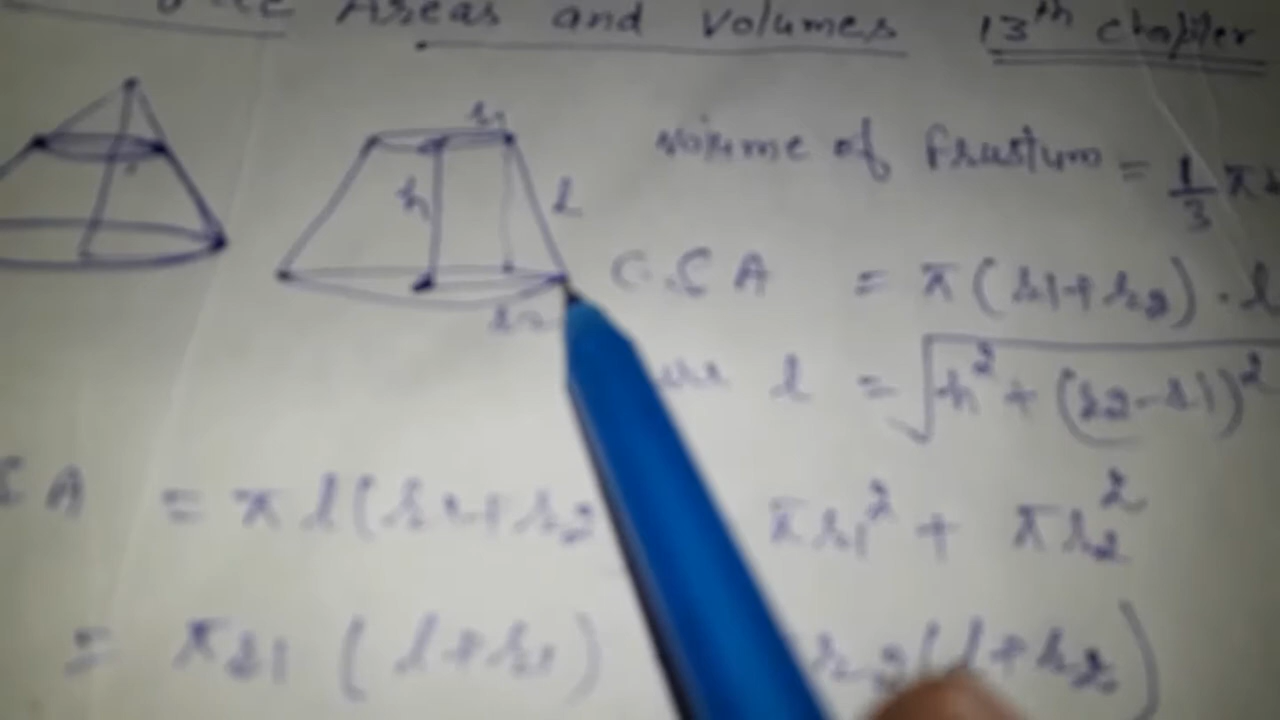 Areas and Volumes 13th chapter
r1
h
l
r2
Volume of frustum = 1/3 π
C.S.A = π(r1+r2).l
l = √h²+(r2-r1)²
S A = π l(r1+r2 πr1² + πr2²
= πr1 (l+r1) r2(l+r2)